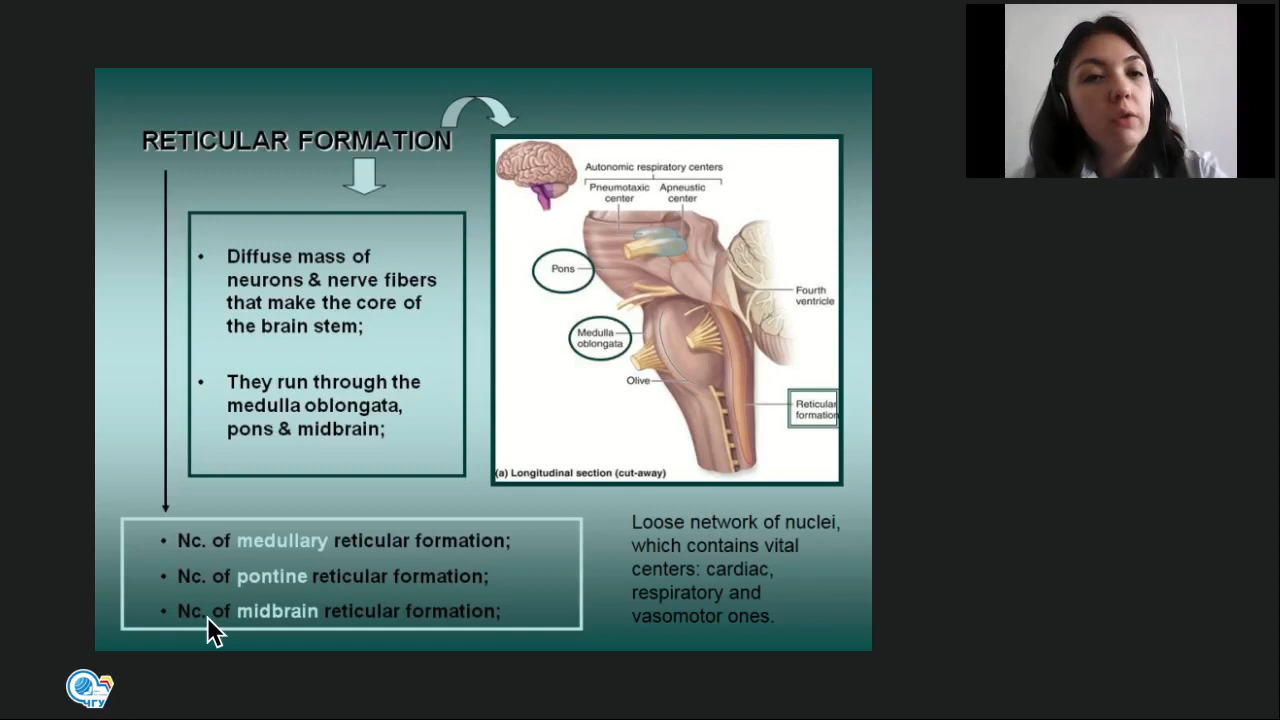 RETICULAR FORMATION
• Diffuse mass of
neurons & nerve fibers
that make the core of
the brain stem;
• They run through the
medulla oblongata,
pons & midbrain;
Autonomic respiratory centers
Pneumotaxic
center
Apneustic
center
Pons
Fourth
ventricle
Medulla
oblongata
Olive
Reticular
formation
(a) Longitudinal section (cut-away)
• Nc. of medullary reticular formation;
• Nc. of pontine reticular formation;
• Nc. of midbrain reticular formation;
Loose network of nuclei,
which contains vital
centers: cardiac,
respiratory and
vasomotor ones.
ЧГУ